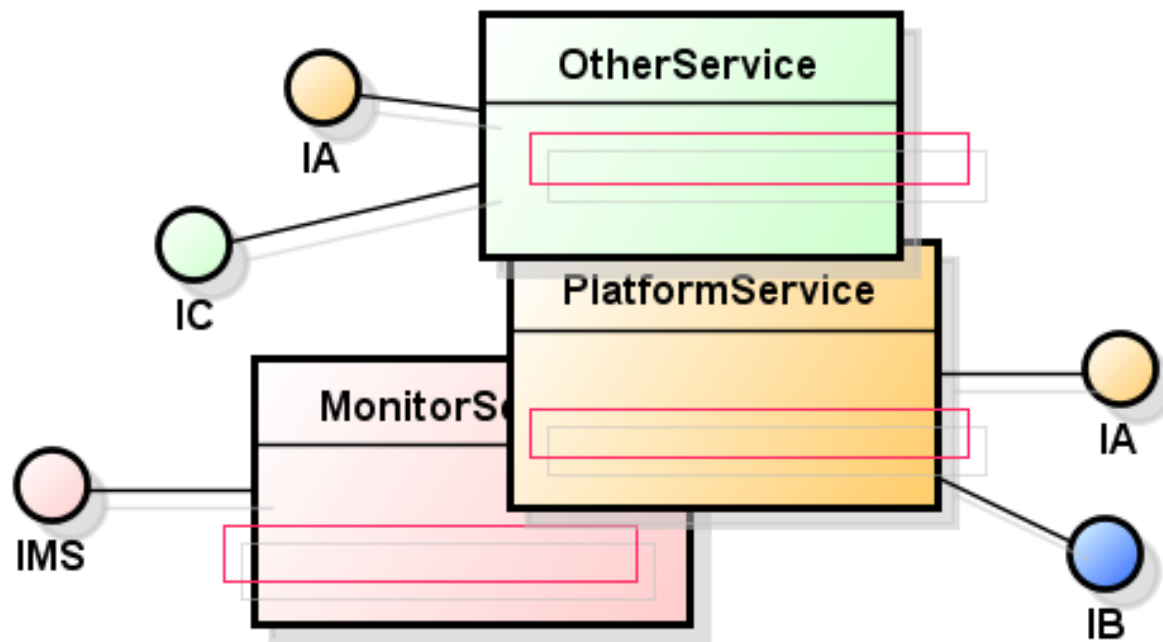 OtherService
IA
IC
PlatformService
MonitorSe
IA
IMS
IB